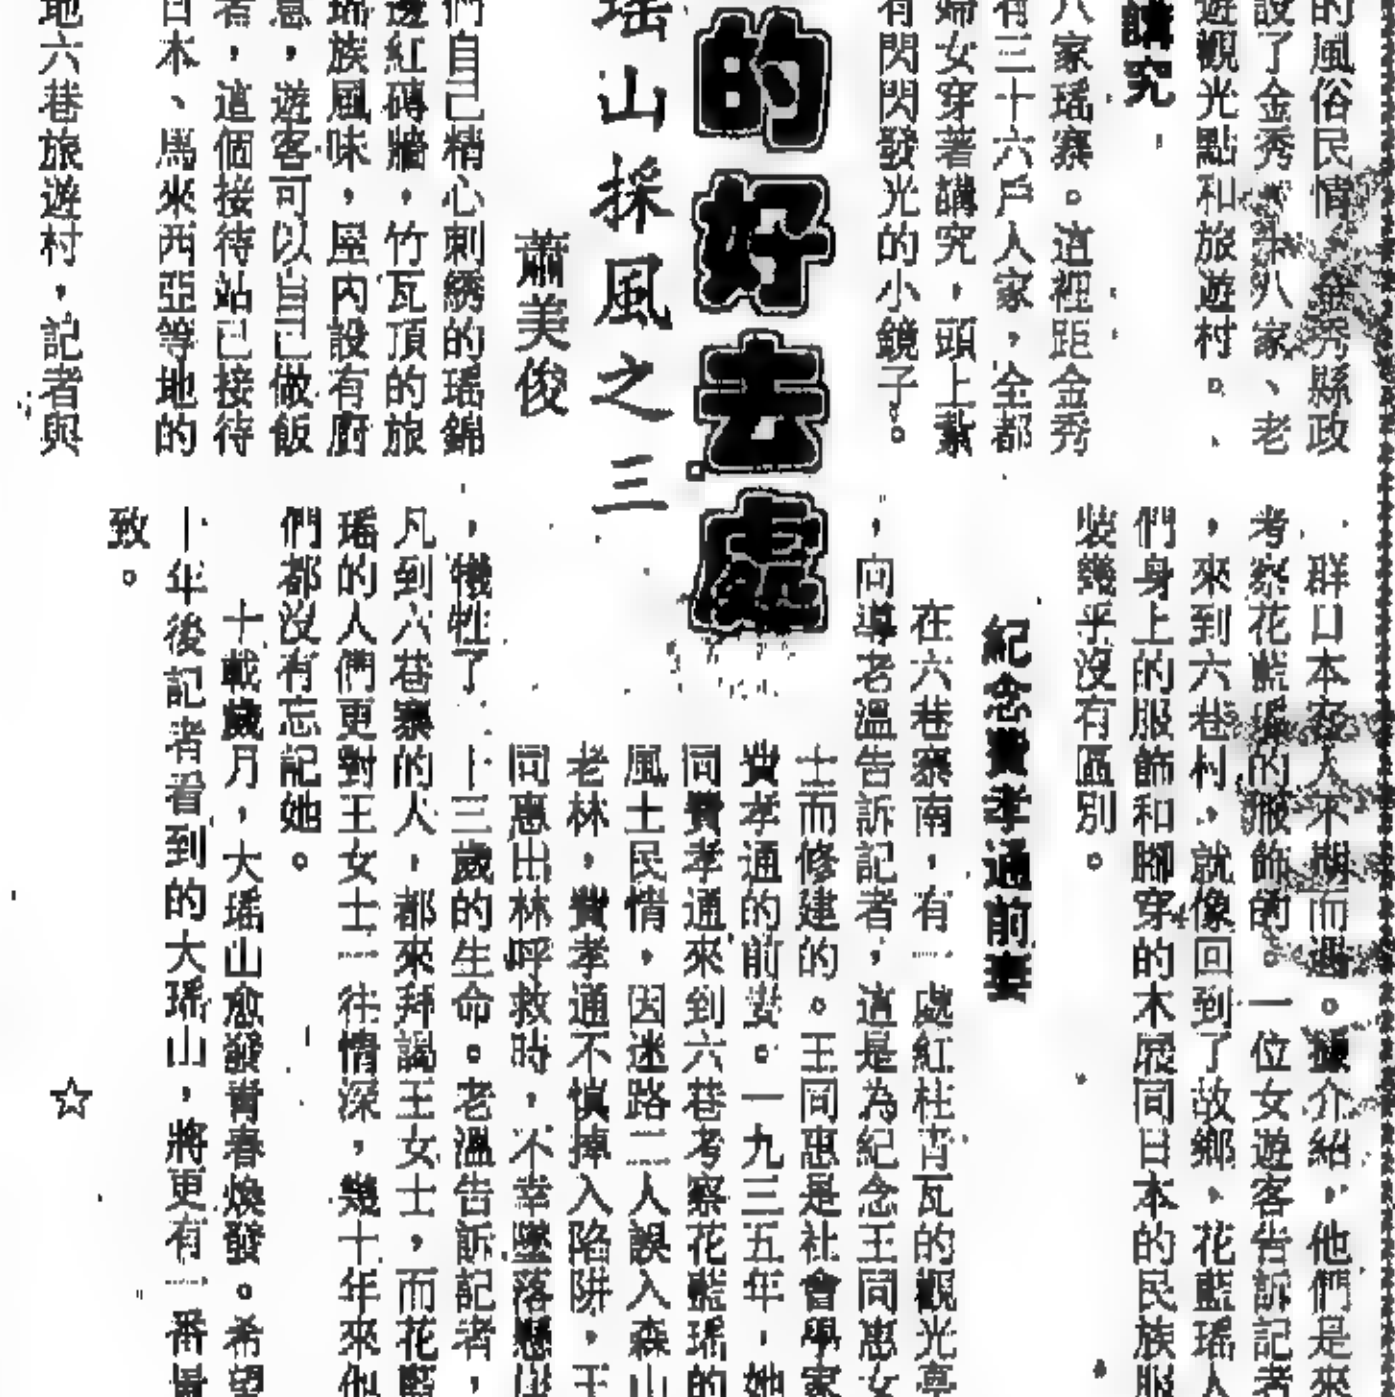 的風俗民情，金秀縣政
設了金秀、十八家、老
遊觀光點和旅遊村。
講究
八家瑤寨。這裡距金秀
有三十六戶人家，全都
婦女穿著講究，頭上紮
有閃閃發光的小鏡子。
的好去處
瑤山採風之三
蕭美俊
們自己精心刺綉的瑤錦
邊紅磚牆，竹瓦頂的旅
瑤族風味，屋內設有廚
息，遊客可以自己做飯
者，這個接待站已接待
日本、馬來西亞等地的
地六巷旅遊村，記者與
一群日本客人不期而遇。據介紹，他們是來
考察花藍瑤的服飾的。一位女遊客告訴記者
，來到六巷村，就像回到了故鄉，花藍瑤人
們身上的服飾和腳穿的木屐同日本的民族服
裝幾乎沒有區別。
紀念費孝通前妻
在六巷寨南，有一處紅柱青瓦的觀光亭
，向導老溫告訴記者，這是為紀念王同惠女
士而修建的。王同惠是社會學家
費孝通的前妻。一九三五年，她
同費孝通來到六巷考察花藍瑤的
風土民情，因迷路二人誤入森山
老林，費孝通不慎掉入陷阱，王
同惠出林呼救時，不幸墜落懸崖
，犧牲了二十三歲的生命。老溫告訴記者，
凡到六巷寨的人，都來拜謁王女士，而花藍
瑤的人們更對王女士一往情深，幾十年來他
們都沒有忘記她。
十載歲月，大瑤山愈發青春煥發。希望
十年後記者看到的大瑤山，將更有一番景
致。
☆